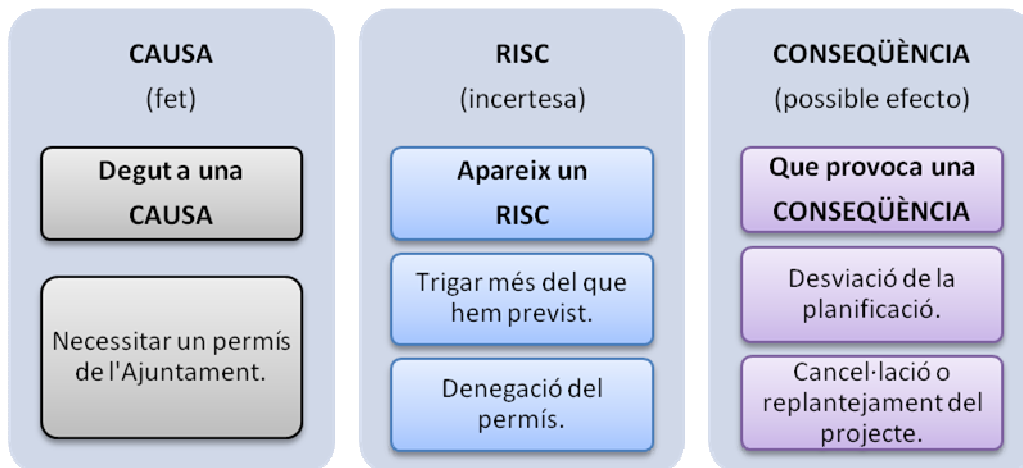 CAUSA
(fet)
Degut a una
CAUSA
Necessitar un permís
de l'Ajuntament.
RISC
(incertesa)
Apareix un
RISC
Trigar més del que
hem previst.
Denegació del
permís.
CONSEQÜÈNCIA
(possible efecto)
Que provoca una
CONSEQÜÈNCIA
Desviació de la
planificació.
Cancel·lació o
replantejament del
projecte.